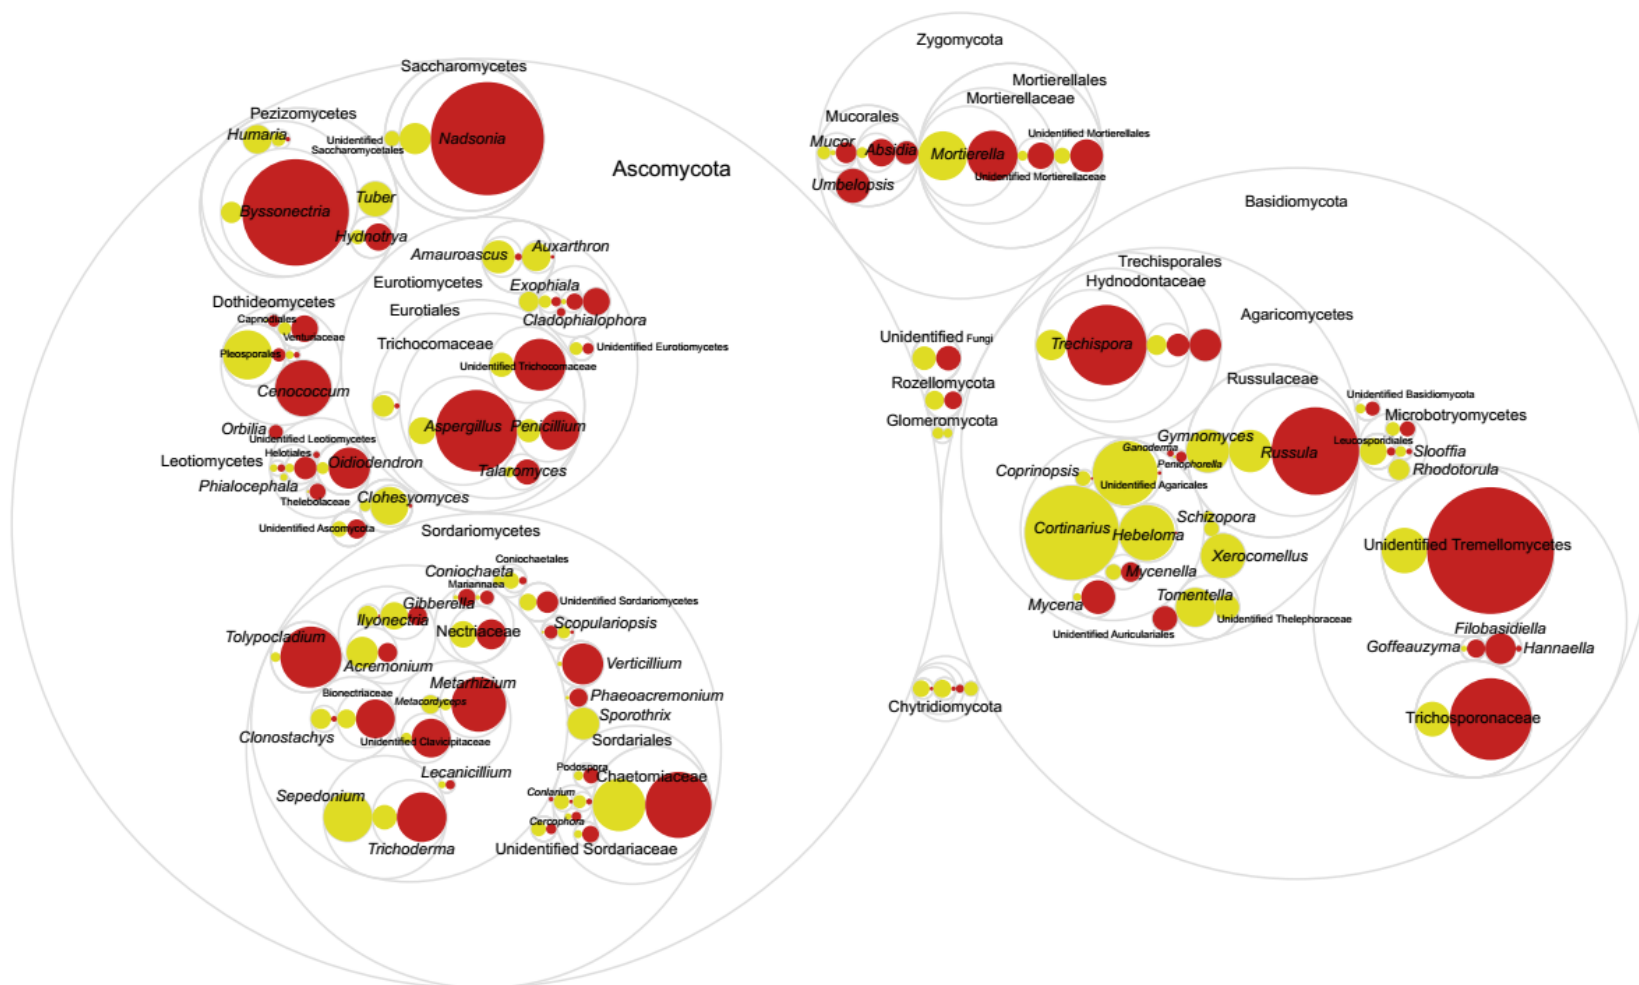 Zygomycota
Saccharomycetes
Mortierellales
Mortierellaceae
Pezizomycetes
Mucorales
Humaria
Unidentified
Saccharomycetales
Nadsonia
Mucor
Absidia
Mortierella
Unidentified Mortierellales
Ascomycota
Unidentified Mortierellaceae
Umbelopsis
Tuber
Byssonectria
Basidiomycota
Hydnotrya
Amauroascus
Auxarthron
Trechisporales
Eurotiomycetes
Exophiala
Hydnodontaceae
Dothideomycetes
Eurotiales
Capnodiales
Cladophialophora
Agaricomycetes
Venturiaceae
Unidentified Fungi
Trichocomaceae
Unidentified Eurotiomycetes
Trechispora
Pleosporales
Unidentified Trichocomaceae
Russulaceae
Rozellomycota
Cenococcum
Unidentified Basidiomycota
Microbotryomycetes
Glomeromycota
Orbilia
Aspergillus
Penicillium
Unidentified Leotiomycetes
Gymnomyces
Leucosporidiales
Ganoderma
Helotiales
Russula
Slooffia
Leotiomycetes
Oidiodendron
Peniophorella
Talaromyces
Coprinopsis
Rhodotorula
Phialocephala
Unidentified Agaricales
Thelebolaceae
Clohesyomyces
Schizopora
Unidentified Ascomycota
Sordariomycetes
Cortinarius
Hebeloma
Unidentified Tremellomycetes
Xerocomellus
Coniochaetales
Coniochaeta
Mycenella
Mariannaea
Tomentella
Gibberella
Unidentified Sordariomycetes
Mycena
Ilyonectria
Scopulariopsis
Unidentified Thelephoraceae
Nectriaceae
Unidentified Auriculariales
Filobasidiella
Tolypocladium
Goffeauzyma
Hannaella
Acremonium
Verticillium
Metarhizium
Bionectriaceae
Metacordyceps
Phaeoacremonium
Chytridiomycota
Sporothrix
Trichosporonaceae
Clonostachys
Unidentified Clavicipitaceae
Sordariales
Lecanicillium
Podospora
Chaetomiaceae
Sepedonium
Conlarium
Cercophora
Trichoderma
Unidentified Sordariaceae